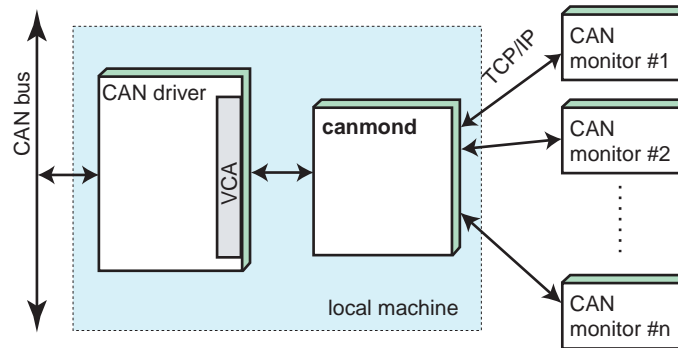 CAN bus
CAN driver
VCA
canmond
TCP/IP
CAN
monitor #1
CAN
monitor #2
CAN
monitor #n
local machine